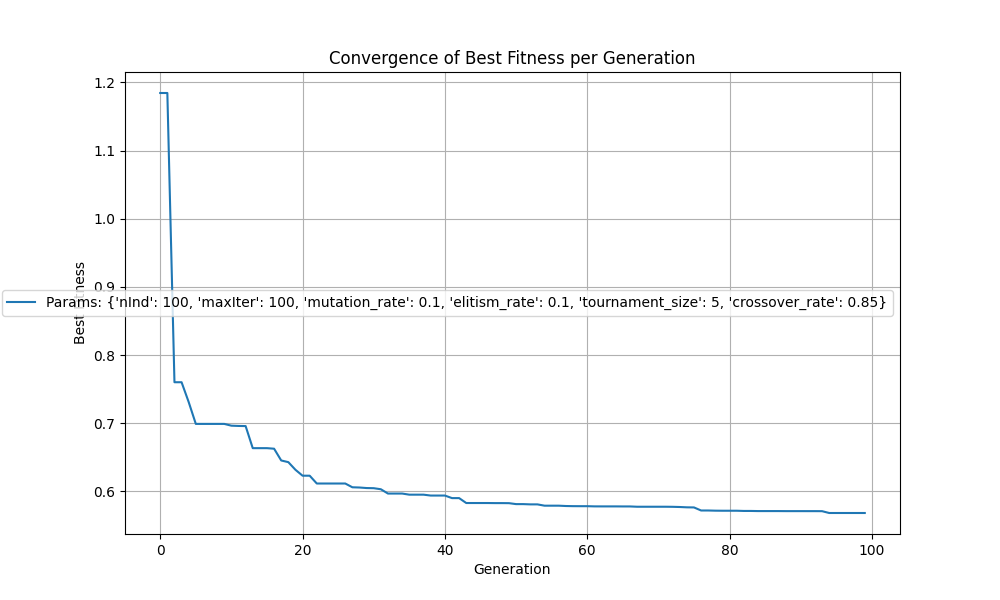 Convergence of Best Fitness per Generation
1.2
1.1
1.0
0.9
Params: {'nInd': 100, 'maxIter': 100, 'mutation_rate': 0.1, 'elitism_rate': 0.1, 'tournament_size': 5, 'crossover_rate': 0.85}
Best
0.8
0.7
0.6
0 20 40 60 80 100
Generation